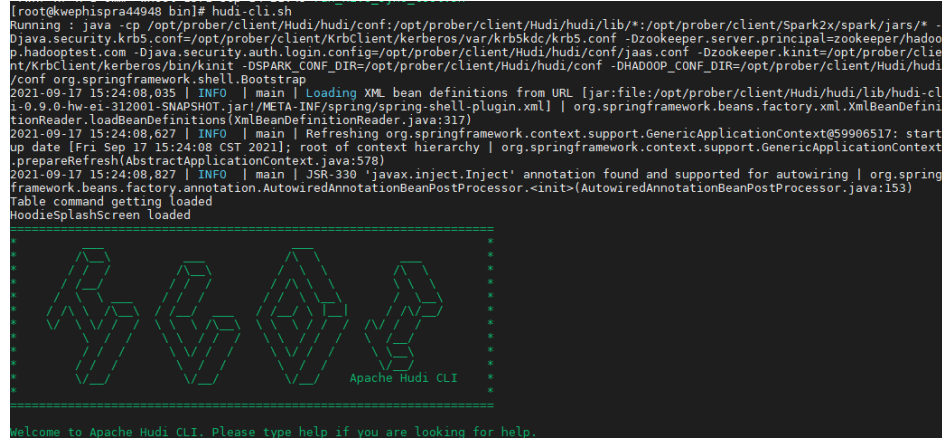 [root@kwephispra44948 bin]# hudi-cli.sh
Running : java -cp /opt/prober/client/Hudi/hudi/conf:/opt/prober/client/Hudi/hudi/lib/*:/opt/prober/client/Spark2x/spark/jars/* -
Djava.security.krb5.conf=/opt/prober/client/KrbClient/kerberos/var/krb5kdc/krb5.conf -Dzookeeper.server.principal=zookeeper/hadoo
p.hadooptest.com -Djava.security.auth.login.config=/opt/prober/client/Hudi/hudi/conf/jaas.conf -Dzookeeper.kinit=/opt/prober/clie
nt/KrbClient/kerberos/bin/kinit -DSPARK_CONF_DIR=/opt/prober/client/Hudi/hudi/conf -DHADOOP_CONF_DIR=/opt/prober/client/Hudi/hudi
/conf org.springframework.shell.Bootstrap
2021-09-17 15:24:08,035 | INFO | main | Loading XML bean definitions from URL [jar:file:/opt/prober/client/Hudi/hudi/lib/hudi-cl
i-0.9.0-hw-ei-312001-SNAPSHOT.jar!/META-INF/spring/spring-shell-plugin.xml] | org.springframework.beans.factory.xml.XmlBeanDefini
tionReader.loadBeanDefinitions(XmlBeanDefinitionReader.java:317)
2021-09-17 15:24:08,627 | INFO | main | Refreshing org.springframework.context.support.GenericApplicationContext@59906517: start
up date [Fri Sep 17 15:24:08 CST 2021]; root of context hierarchy | org.springframework.context.support.GenericApplicationContext
.prepareRefresh(AbstractApplicationContext.java:578)
2021-09-17 15:24:08,827 | INFO | main | JSR-330 'javax.inject.Inject' annotation found and supported for autowiring | org.spring
framework.beans.factory.annotation.AutowiredAnnotationBeanPostProcessor.<init>(AutowiredAnnotationBeanPostProcessor.java:153)
Table command getting loaded
HoodieSplashScreen loaded
Apache Hudi CLI
Welcome to Apache Hudi CLI. Please type help if you are looking for help.